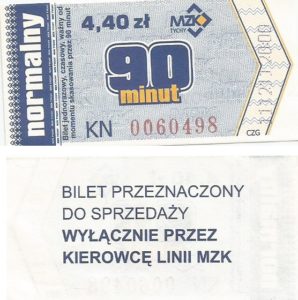 normalny
Bilet jednorazowy, czasowy, ważny od
momentu skasowania przez 90 minut
4,40 zł
MZK
TYCHY
90
minut
KN 0060498
CZG
BILET PRZEZNACZONY
DO SPRZEDAŻY
WYŁĄCZNIE PRZEZ
KIEROWCĘ LINII MZK